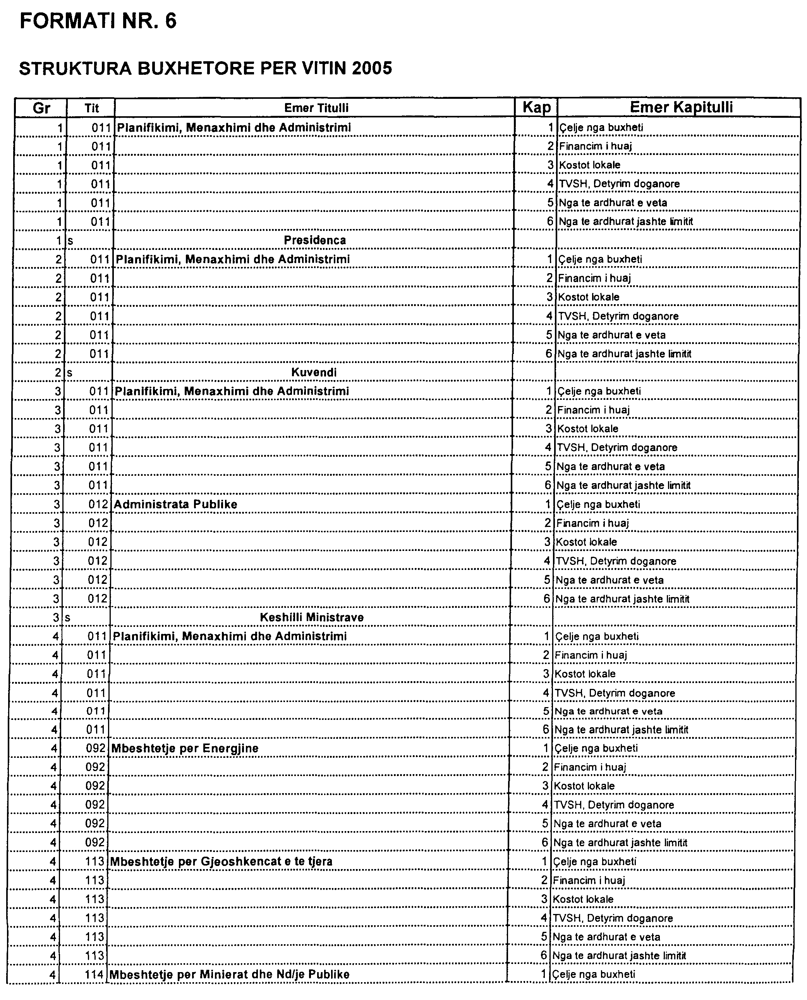 FORMATI NR. 6
STRUKTURA BUXHETORE PER VITIN 2005
Gr Tit Emer Titulli Kap Emer Kapitulli
1 011 Planifikimi, Menaxhimi dhe Administrimi 1 Çelje nga buxheti
1 011 2 Financim i huaj
1 011 3 Kostot lokale
1 011 4 TVSH, Detyrim doganore
1 011 5 Nga te ardhurat e veta
1 011 6 Nga te ardhurat jashte limitit
1 s Presidenca
2 011 Planifikimi, Menaxhimi dhe Administrimi 1 Çelje nga buxheti
2 011 2 Financim i huaj
2 011 3 Kostot lokale
2 011 4 TVSH, Detyrim doganore
2 011 5 Nga te ardhurat e veta
2 011 6 Nga te ardhurat jashte limitit
2 s Kuvendi
3 011 Planifikimi, Menaxhimi dhe Administrimi 1 Çelje nga buxheti
3 011 2 Financim i huaj
3 011 3 Kostot lokale
3 011 4 TVSH, Detyrim doganore
3 011 5 Nga te ardhurat e veta
3 011 6 Nga te ardhurat jashte limitit
3 012 Administrata Publike 1 Çelje nga buxheti
3 012 2 Financim i huaj
3 012 3 Kostot lokale
3 012 4 TVSH, Detyrim doganore
3 012 5 Nga te ardhurat e veta
3 012 6 Nga te ardhurat jashte limitit
3 s Keshilli Ministrave
4 011 Planifikimi, Menaxhimi dhe Administrimi 1 Çelje nga buxheti
4 011 2 Financim i huaj
4 011 3 Kostot lokale
4 011 4 TVSH, Detyrim doganore
4 011 5 Nga te ardhurat e veta
4 011 6 Nga te ardhurat jashte limitit
4 092 Mbeshtetje per Energjine 1 Çelje nga buxheti
4 092 2 Financim i huaj
4 092 3 Kostot lokale
4 092 4 TVSH, Detyrim doganore
4 092 5 Nga te ardhurat e veta
4 092 6 Nga te ardhurat jashte limitit
4 113 Mbeshtetje per Gjeoshkencat e te tjera 1 Çelje nga buxheti
4 113 2 Financim i huaj
4 113 3 Kostot lokale
4 113 4 TVSH, Detyrim doganore
4 113 5 Nga te ardhurat e veta
4 113 6 Nga te ardhurat jashte limitit
4 114 Mbeshtetje per Minierat dhe Nd/je Publike 1 Çelje nga buxheti